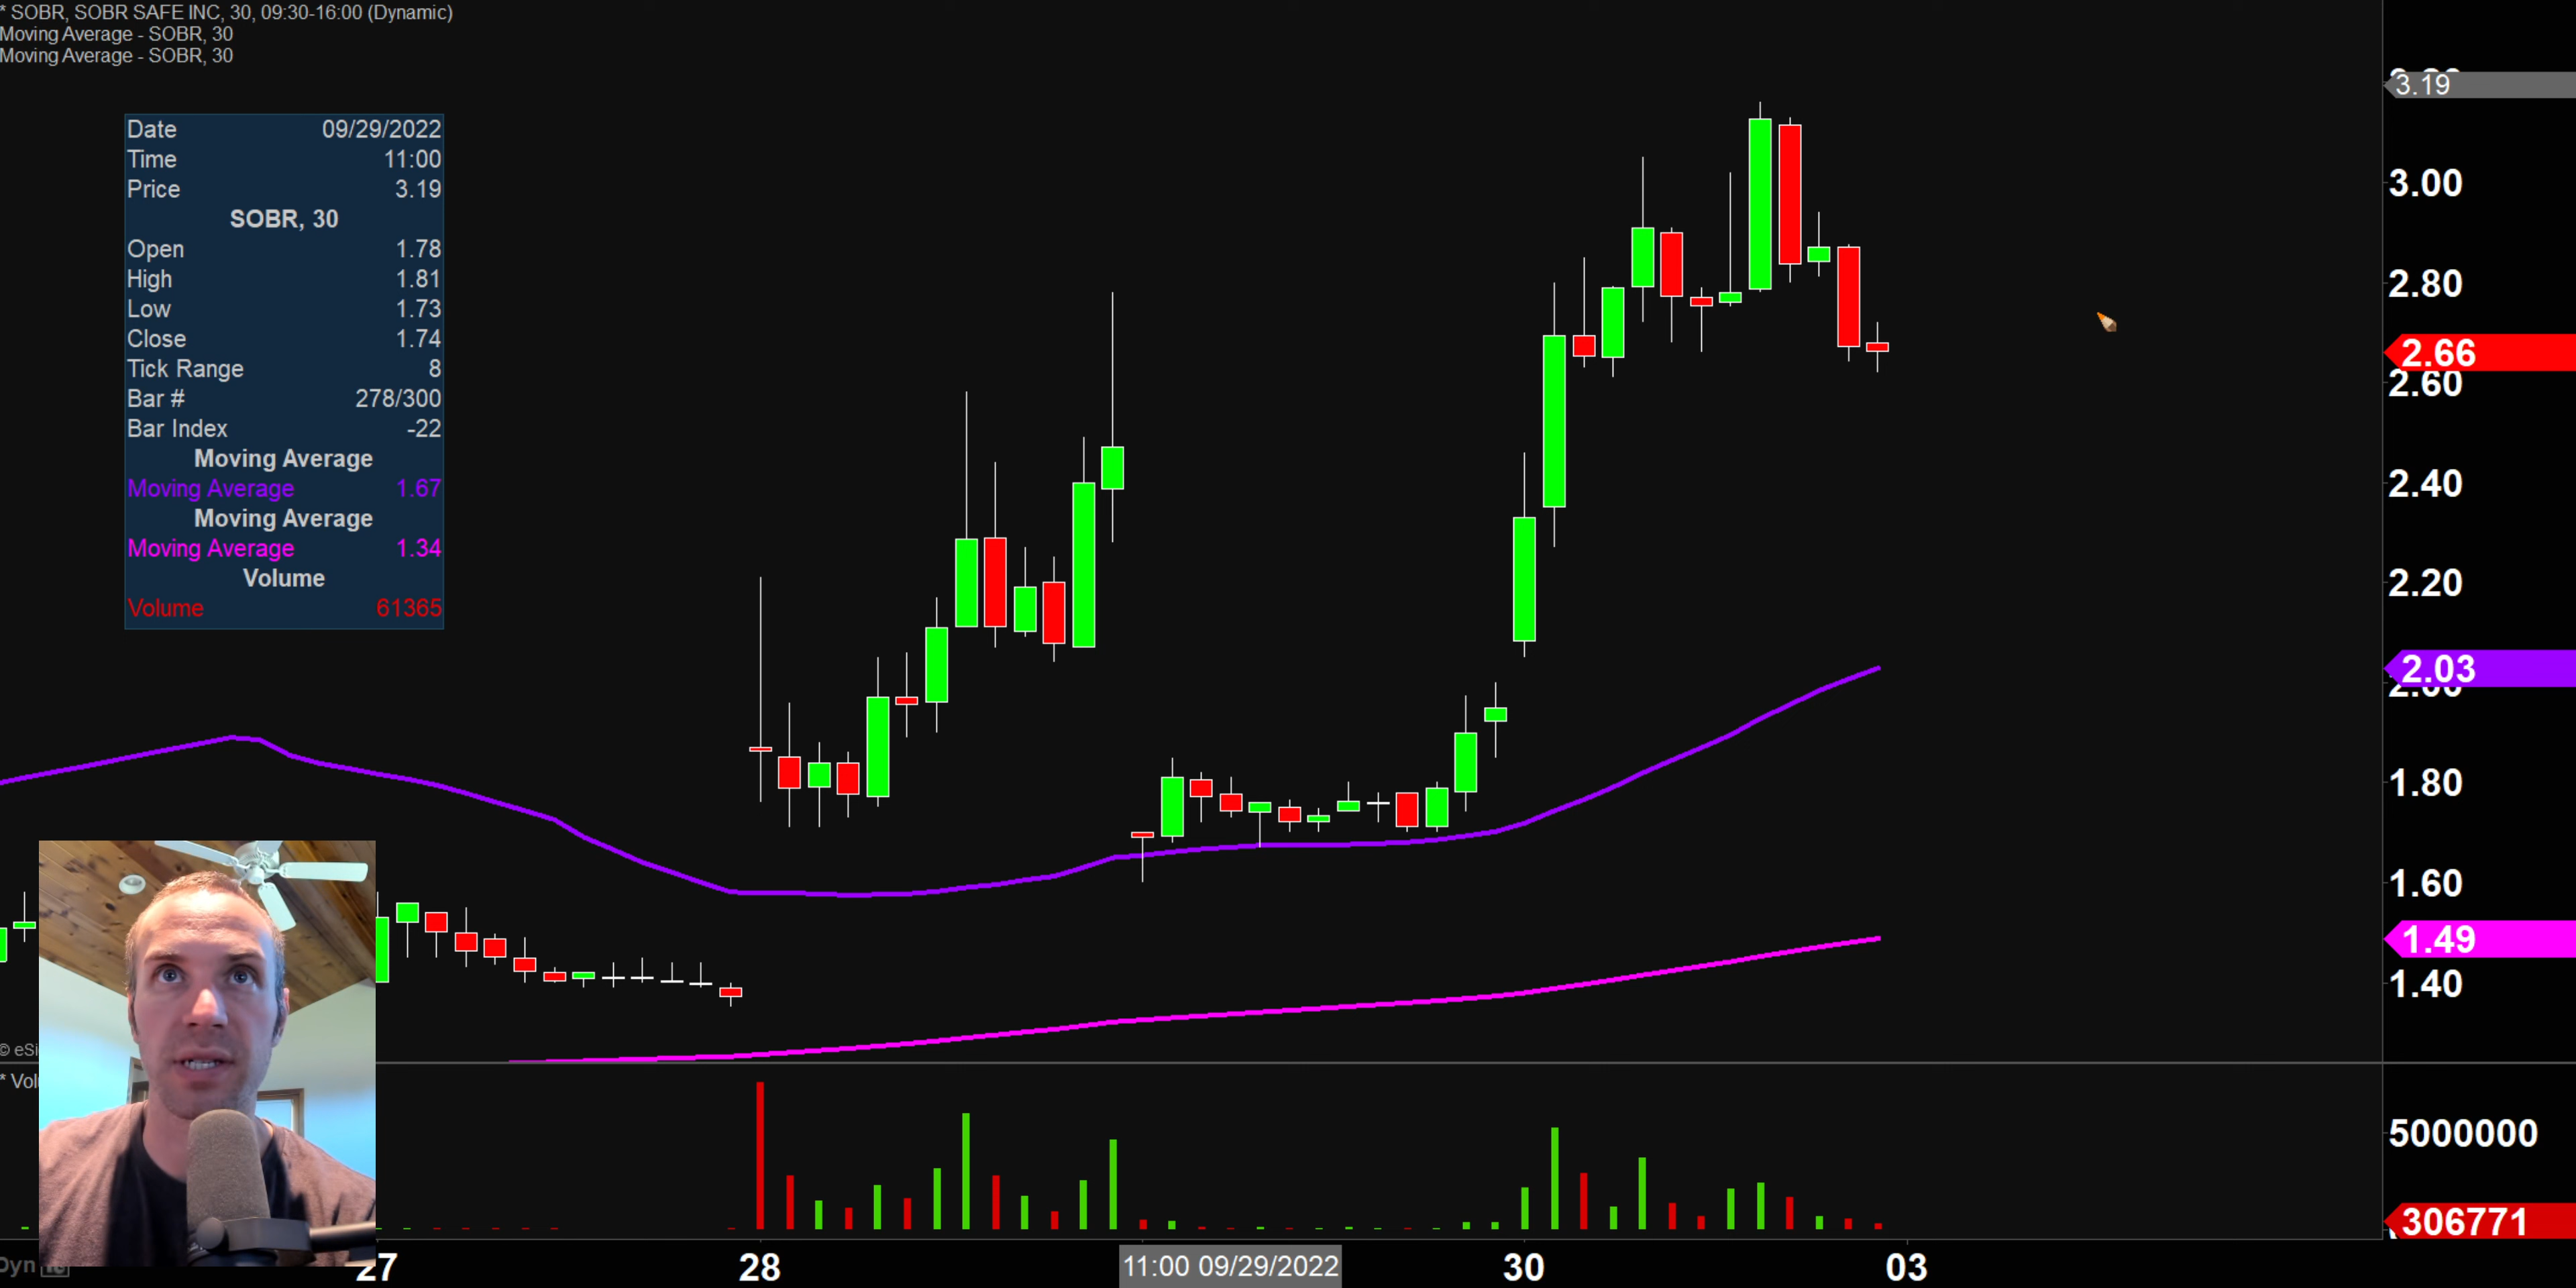 * SOBR, SOBR SAFE INC, 30, 09:30-16:00 (Dynamic)
Moving Average - SOBR, 30
Moving Average - SOBR, 30
Date 09/29/2022
Time 11:00
Price 3.19
SOBR, 30
Open 1.78
High 1.81
Low 1.73
Close 1.74
Tick Range 8
Bar # 278/300
Bar Index -22
Moving Average
Moving Average 1.67
Moving Average
Moving Average 1.34
Volume
Volume 61365
3.19
3.00
2.80
2.66
2.60
2.40
2.20
2.03
2.00
1.80
1.60
1.49
1.40
© eSi
* Vol
5000000
306771
27 28 11:00 09/29/2022 30 03